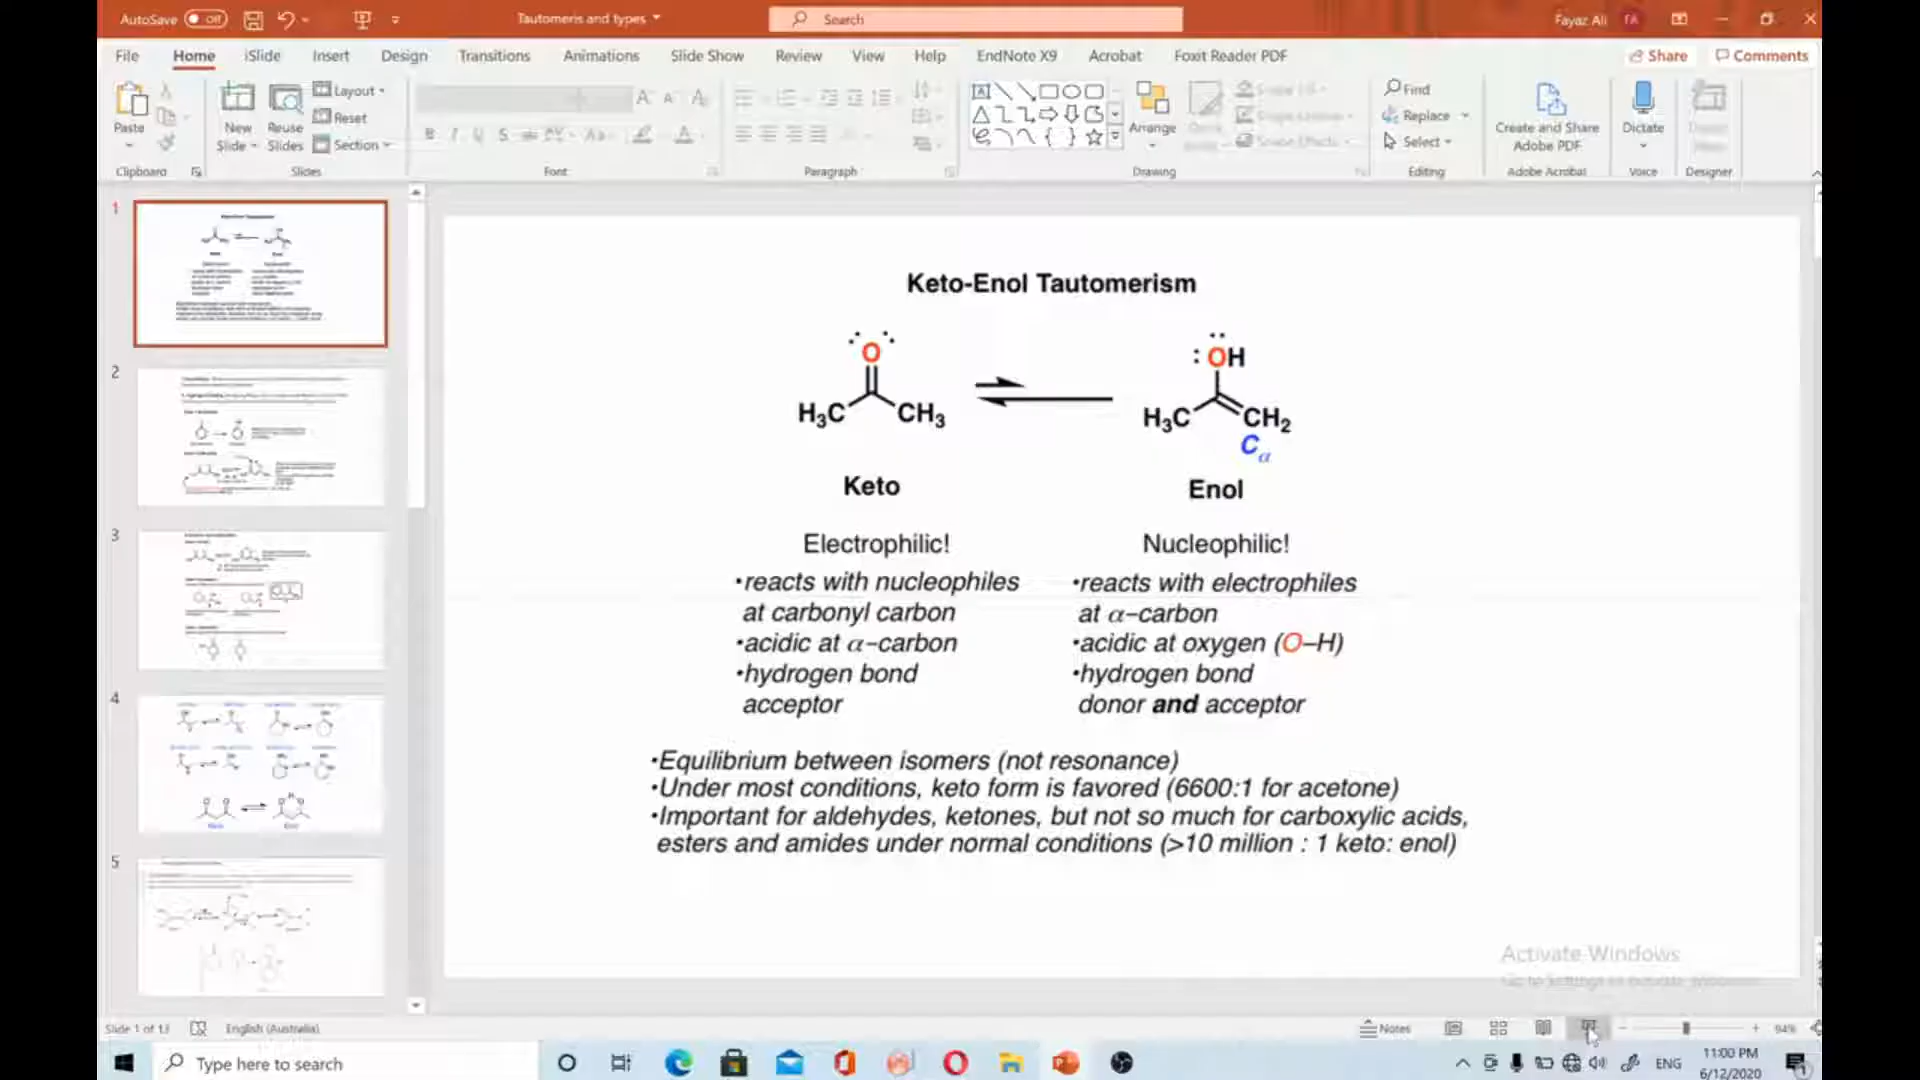 AutoSave Off
Tautomeris and types
Search
Fayaz Ali FA
File Home iSlide Insert Design Transitions Animations Slide Show Review View Help EndNote X9 Acrobat Foxit Reader PDF
Share Comments
Paste
New Slide
Reuse Slides
Layout
Reset
Section
Arrange
Find
Replace
Select
Create and Share
Adobe PDF
Dictate
Clipboard Slides Font Paragraph Drawing Editing Adobe Acrobat Voice Designer
1
2
3
4
5
Keto-Enol Tautomerism
O
H3C CH3
: OH
H3C CH2
Cα
Keto
Enol
Electrophilic!
•reacts with nucleophiles
at carbonyl carbon
•acidic at α–carbon
•hydrogen bond
acceptor
Nucleophilic!
•reacts with electrophiles
at α–carbon
•acidic at oxygen (O–H)
•hydrogen bond
donor and acceptor
•Equilibrium between isomers (not resonance)
•Under most conditions, keto form is favored (6600:1 for acetone)
•Important for aldehydes, ketones, but not so much for carboxylic acids,
esters and amides under normal conditions (>10 million : 1 keto: enol)
Activate Windows
Slide 1 of 13
English (Australia)
Notes
94%
Type here to search
ENG
11:00 PM
6/12/2020